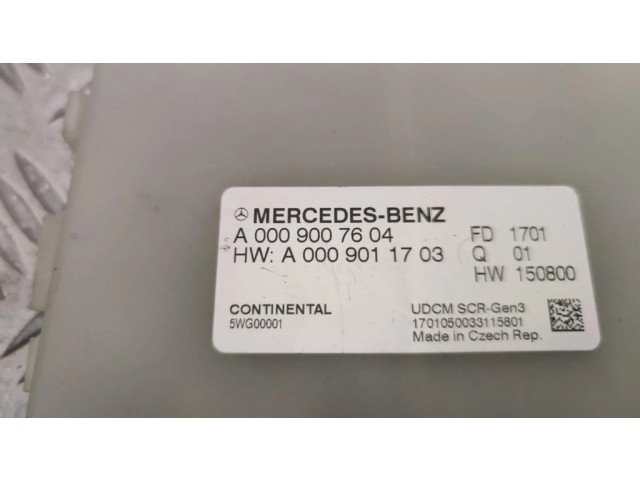 MERCEDES-BENZ
A 000 900 76 04 FD 1701
HW: A 000 901 17 03 Q 01
HW 150800
CONTINENTAL UDCM SCR-Gen3
5WG00001 1701050033115801
Made in Czech Rep.